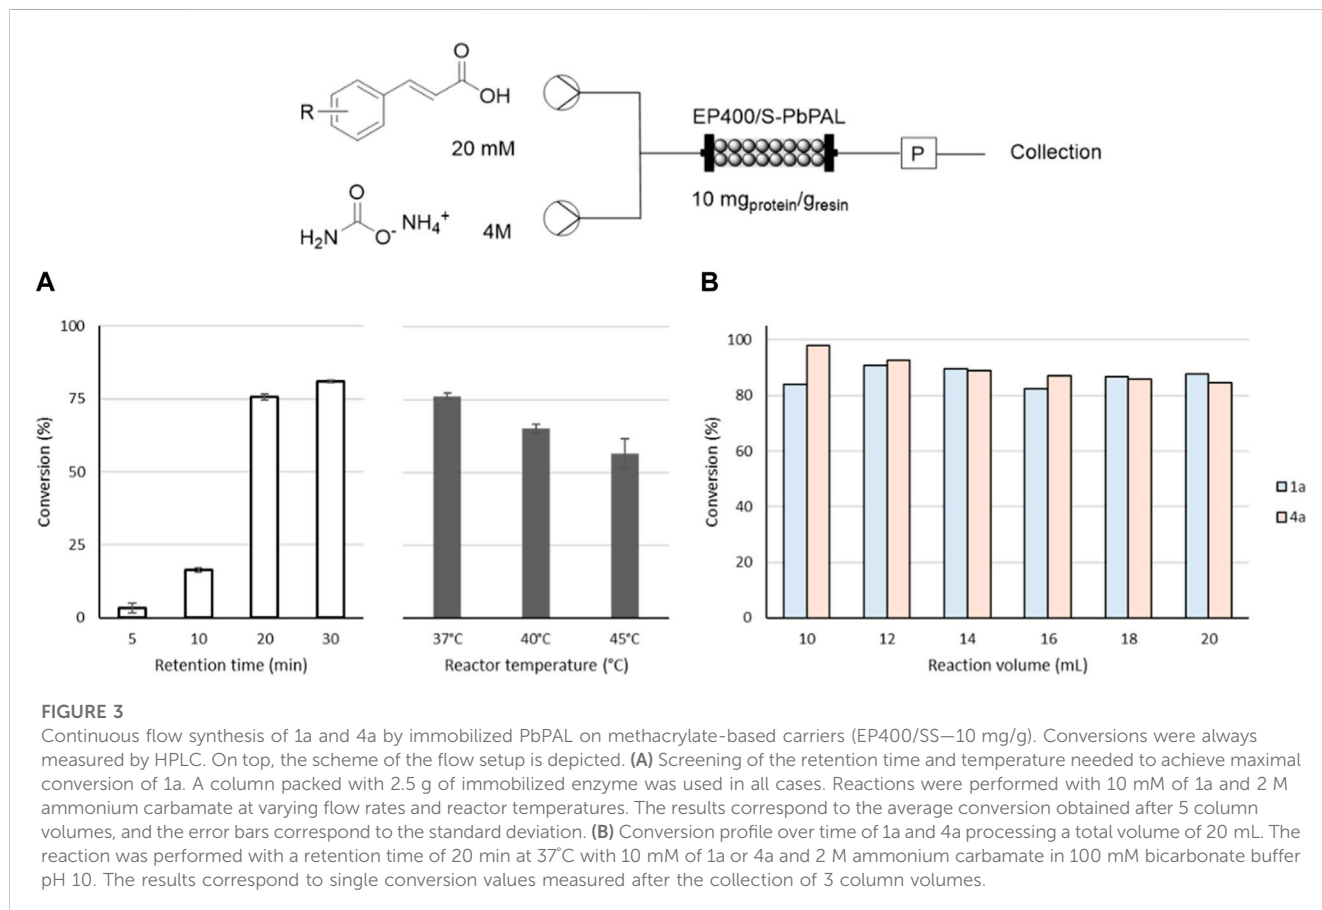 O
OH
R
20 mM
O
H2N
O-
NH4+
4M
EP400/S-PbPAL
10 mgprotein/gresin
P
Collection
A
B
Conversion (%)
100
75
50
25
0
5 10 20 30
Retention time (min)
37°C 40°C 45°C
Reactor temperature (°C)
Conversion (%)
100
80
60
40
20
0
10 12 14 16 18 20
Reaction volume (mL)
1a
4a
FIGURE 3
Continuous flow synthesis of 1a and 4a by immobilized PbPAL on methacrylate-based carriers (EP400/SS—10 mg/g). Conversions were always
measured by HPLC. On top, the scheme of the flow setup is depicted. (A) Screening of the retention time and temperature needed to achieve maximal
conversion of 1a. A column packed with 2.5 g of immobilized enzyme was used in all cases. Reactions were performed with 10 mM of 1a and 2 M
ammonium carbamate at varying flow rates and reactor temperatures. The results correspond to the average conversion obtained after 5 column
volumes, and the error bars correspond to the standard deviation. (B) Conversion profile over time of 1a and 4a processing a total volume of 20 mL. The
reaction was performed with a retention time of 20 min at 37°C with 10 mM of 1a or 4a and 2 M ammonium carbamate in 100 mM bicarbonate buffer
pH 10. The results correspond to single conversion values measured after the collection of 3 column volumes.